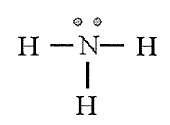 H — N — H
H